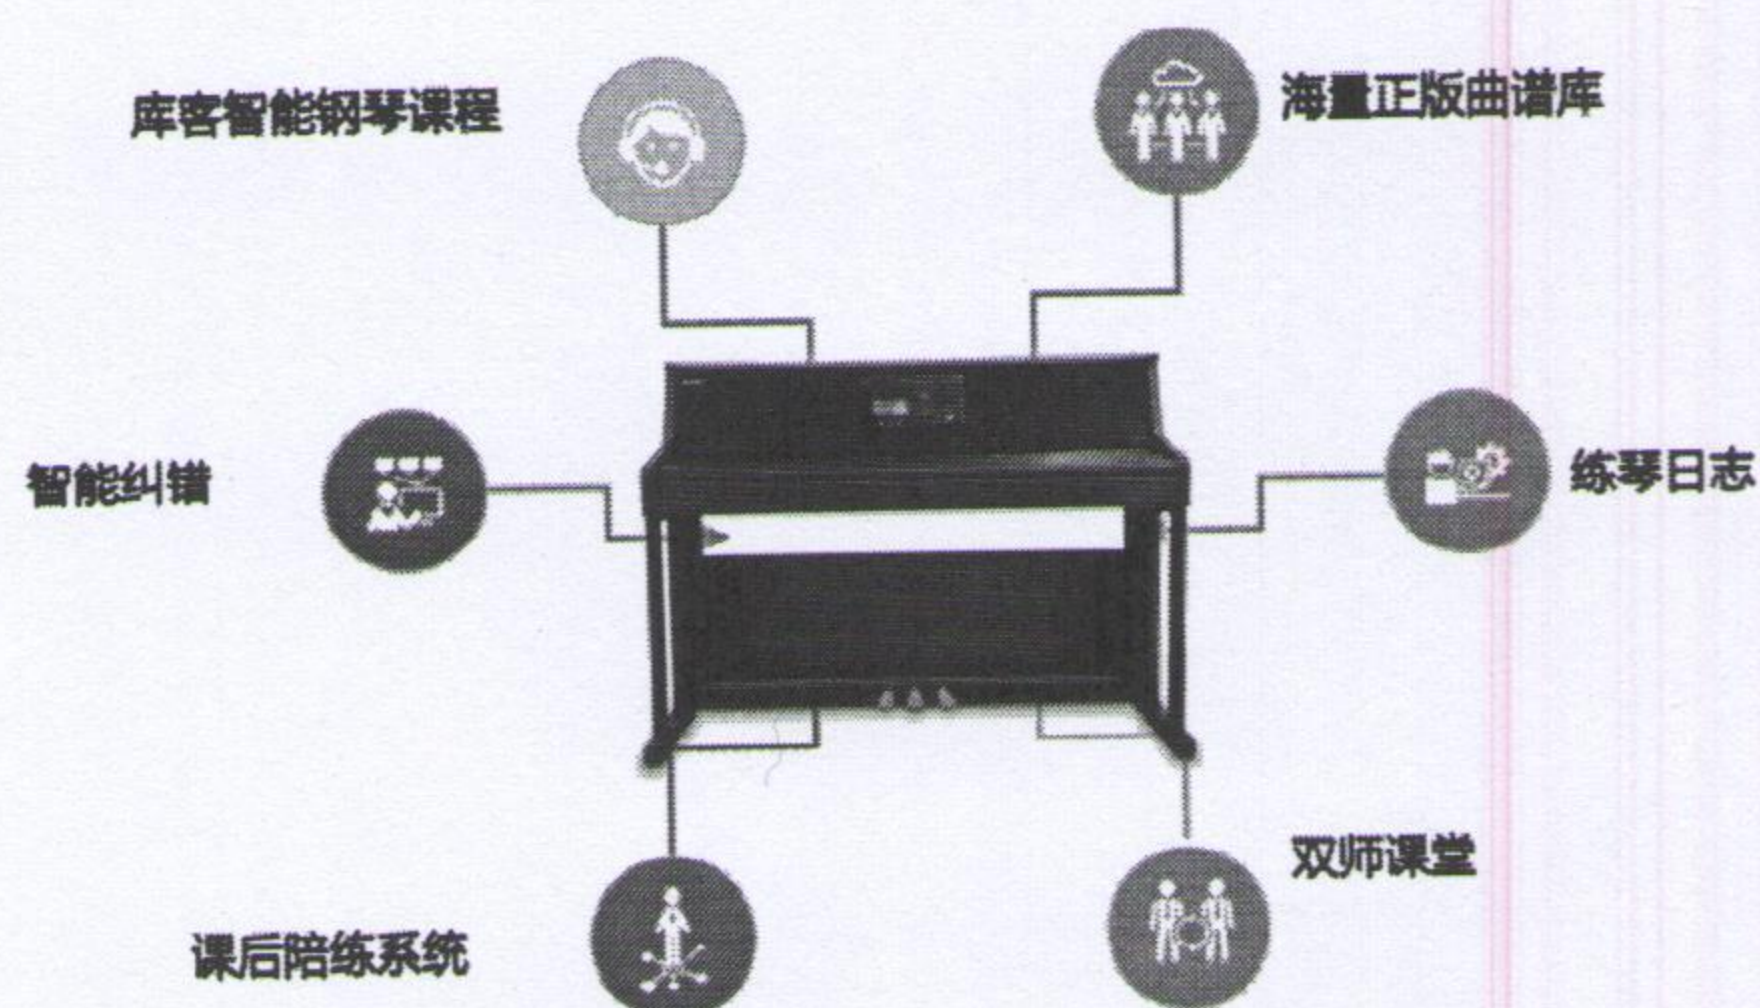 库客智能钢琴课程
海量正版曲谱库
智能纠错
练琴日志
双师课堂
课后陪练系统